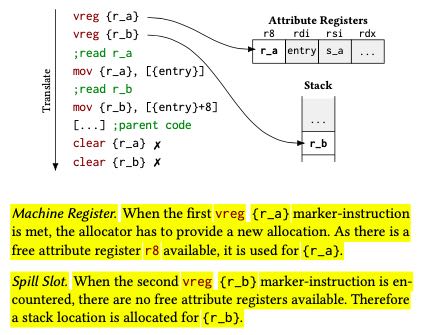 vreg {r_a}
vreg {r_b}
;read r_a
mov {r_a}, [{entry}]
;read r_b
mov {r_b}, [{entry}+8]
[...] ;parent code
clear {r_a} ✗
clear {r_b} ✗
Translate
Attribute Registers
r8 rdi rsi rdx
r_a entry s_a ...
Stack
...
r_b
Machine Register. When the first vreg {r_a} marker-instruction
is met, the allocator has to provide a new allocation. As there is a
free attribute register r8 available, it is used for {r_a}.
Spill Slot. When the second vreg {r_b} marker-instruction is en-
countered, there are no free attribute registers available. Therefore
a stack location is allocated for {r_b}.